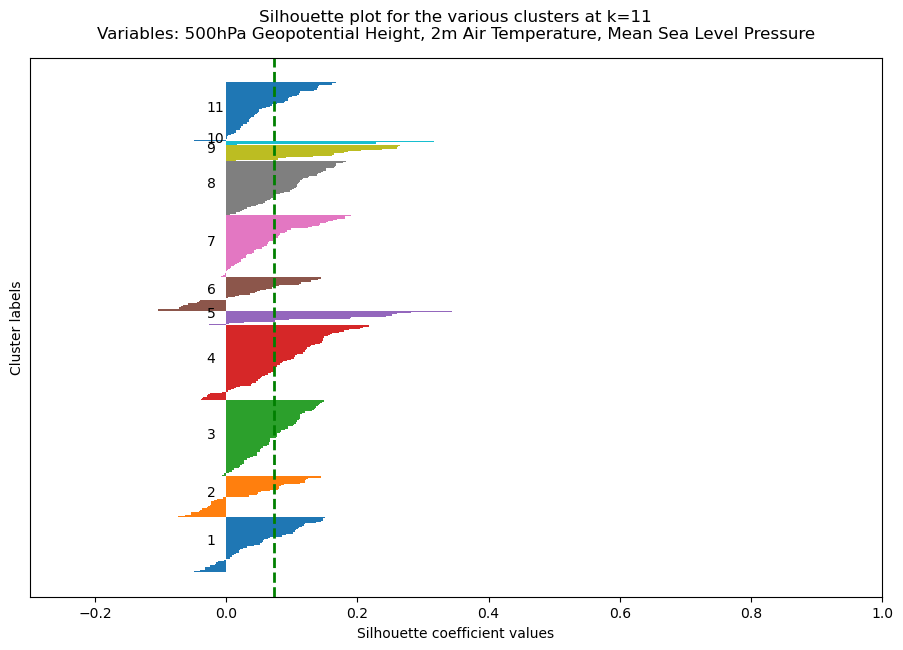 Silhouette plot for the various clusters at k=11
Variables: 500hPa Geopotential Height, 2m Air Temperature, Mean Sea Level Pressure
Cluster labels
11
10
9
8
7
6
5
4
3
2
1
−0.2 0.0 0.2 0.4 0.6 0.8 1.0
Silhouette coefficient values